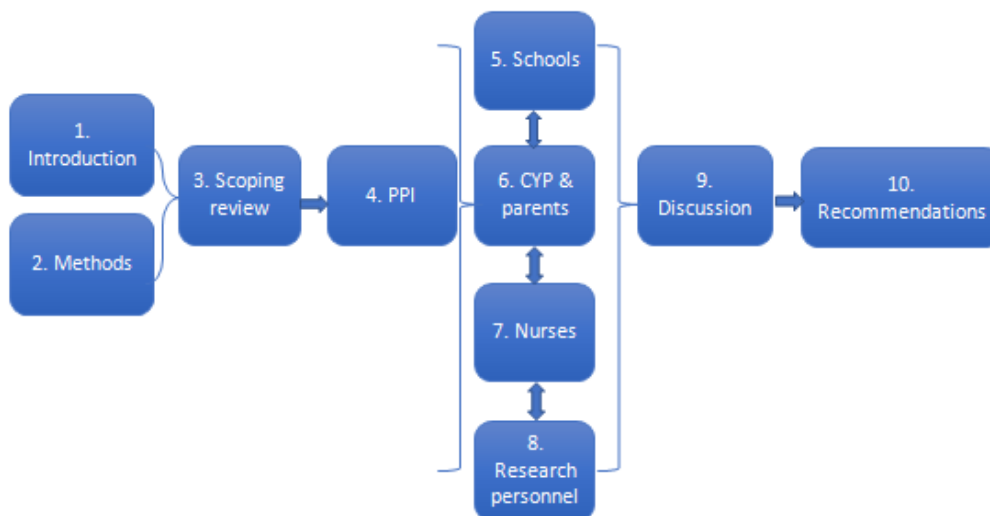 1.
Introduction
2. Methods
3. Scoping
review
4. PPI
5. Schools
6. CYP &
parents
7. Nurses
8.
Research
personnel
9.
Discussion
10.
Recommendations